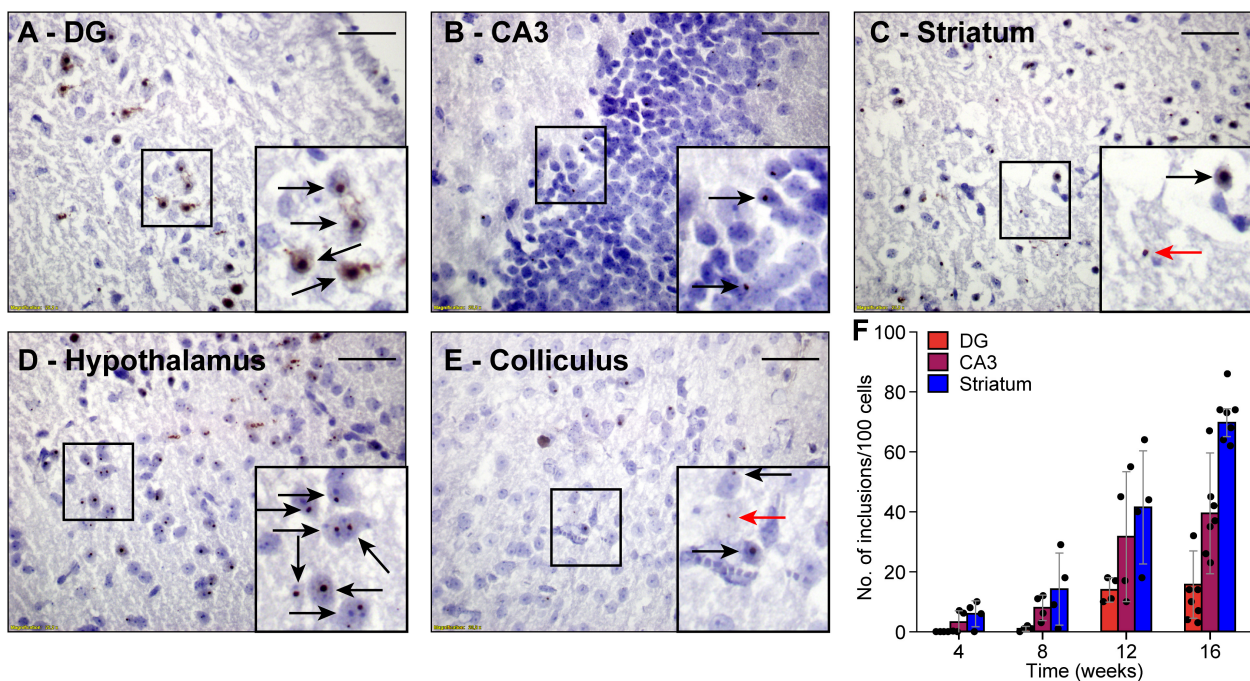 A - DG
B - CA3
C - Striatum
D - Hypothalamus
E - Colliculus
F
100
80
60
40
20
0
No. of inclusions/100 cells
DG
CA3
Striatum
4
8
12
16
Time (weeks)